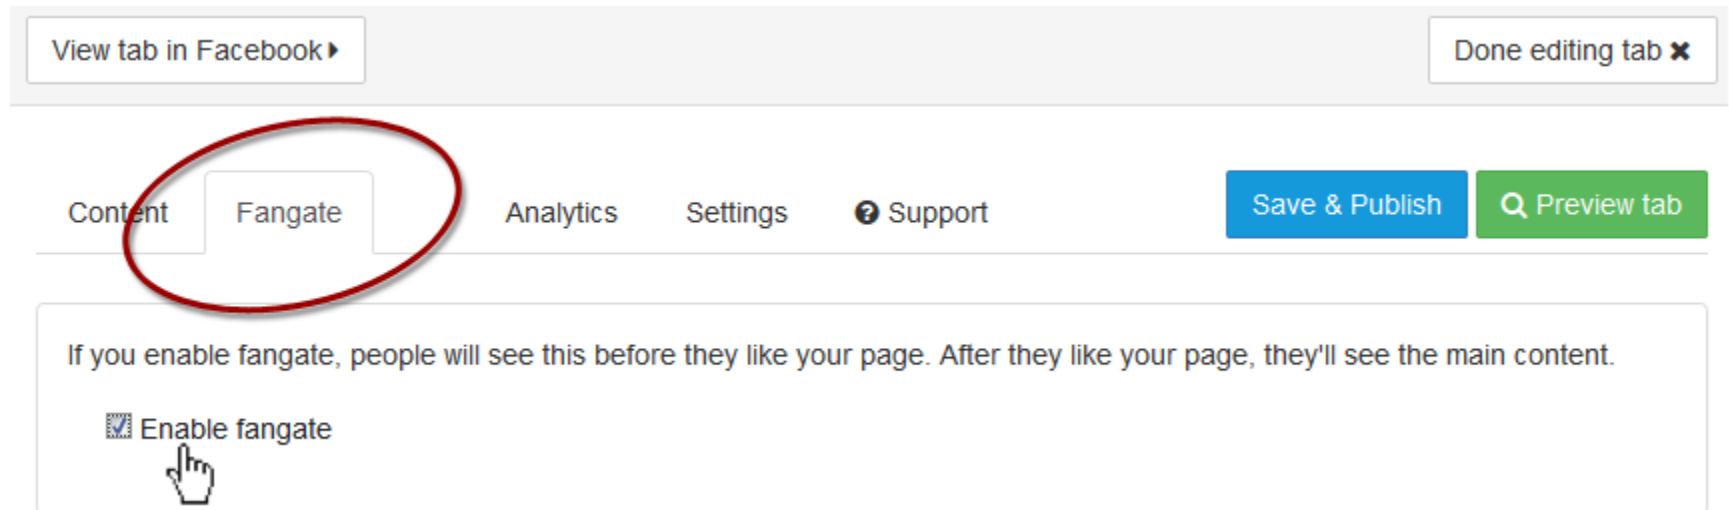 View tab in Facebook
Done editing tab
Content
Fangate
Analytics
Settings
Support
Save & Publish
Preview tab
If you enable fangate, people will see this before they like your page. After they like your page, they'll see the main content.
Enable fangate